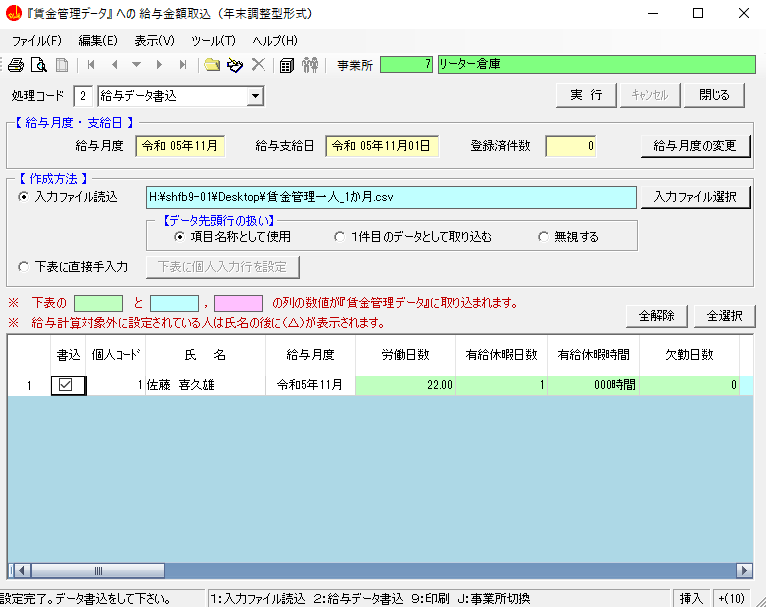 『賃金管理データ』 への 給与金額取込 （年末調整型形式）
ファイル(F) 編集(E) 表示(V) ツール(T) ヘルプ(H)
事業所 7 リーター倉庫
処理コード 2 給与データ書込 実 行 ｷｬﾝｾﾙ 閉じる
【 給与月度・支給日 】
給与月度 令和 05年11月 給与支給日 令和 05年11月01日 登録済件数 0 給与月度の変更
【 作成方法 】
入力ファイル読込 H:¥shfb9-01¥Desktop¥賃金管理一人_1か月.csv 入力ファイル選択
【データ先頭行の扱い】
項目名称として使用 1件目のデータとして取り込む 無視する
下表に直接手入力 下表に個人入力行を設定
※ 下表の と , の列の数値が『賃金管理データ』に取り込まれます。
※ 給与計算対象外に設定されている人は氏名の後に(△)が表示されます。 全解除 全選択
書込 個人コード 氏 名 給与月度 労働日数 有給休暇日数 有給休暇時間 欠勤日数
1 1 佐藤 喜久雄 令和5年11月 22.00 1 000時間 0
設定完了。データ書込をして下さい。 1:入力ファイル読込 2:給与データ書込 9:印刷 J:事業所切換 挿入 +(10)